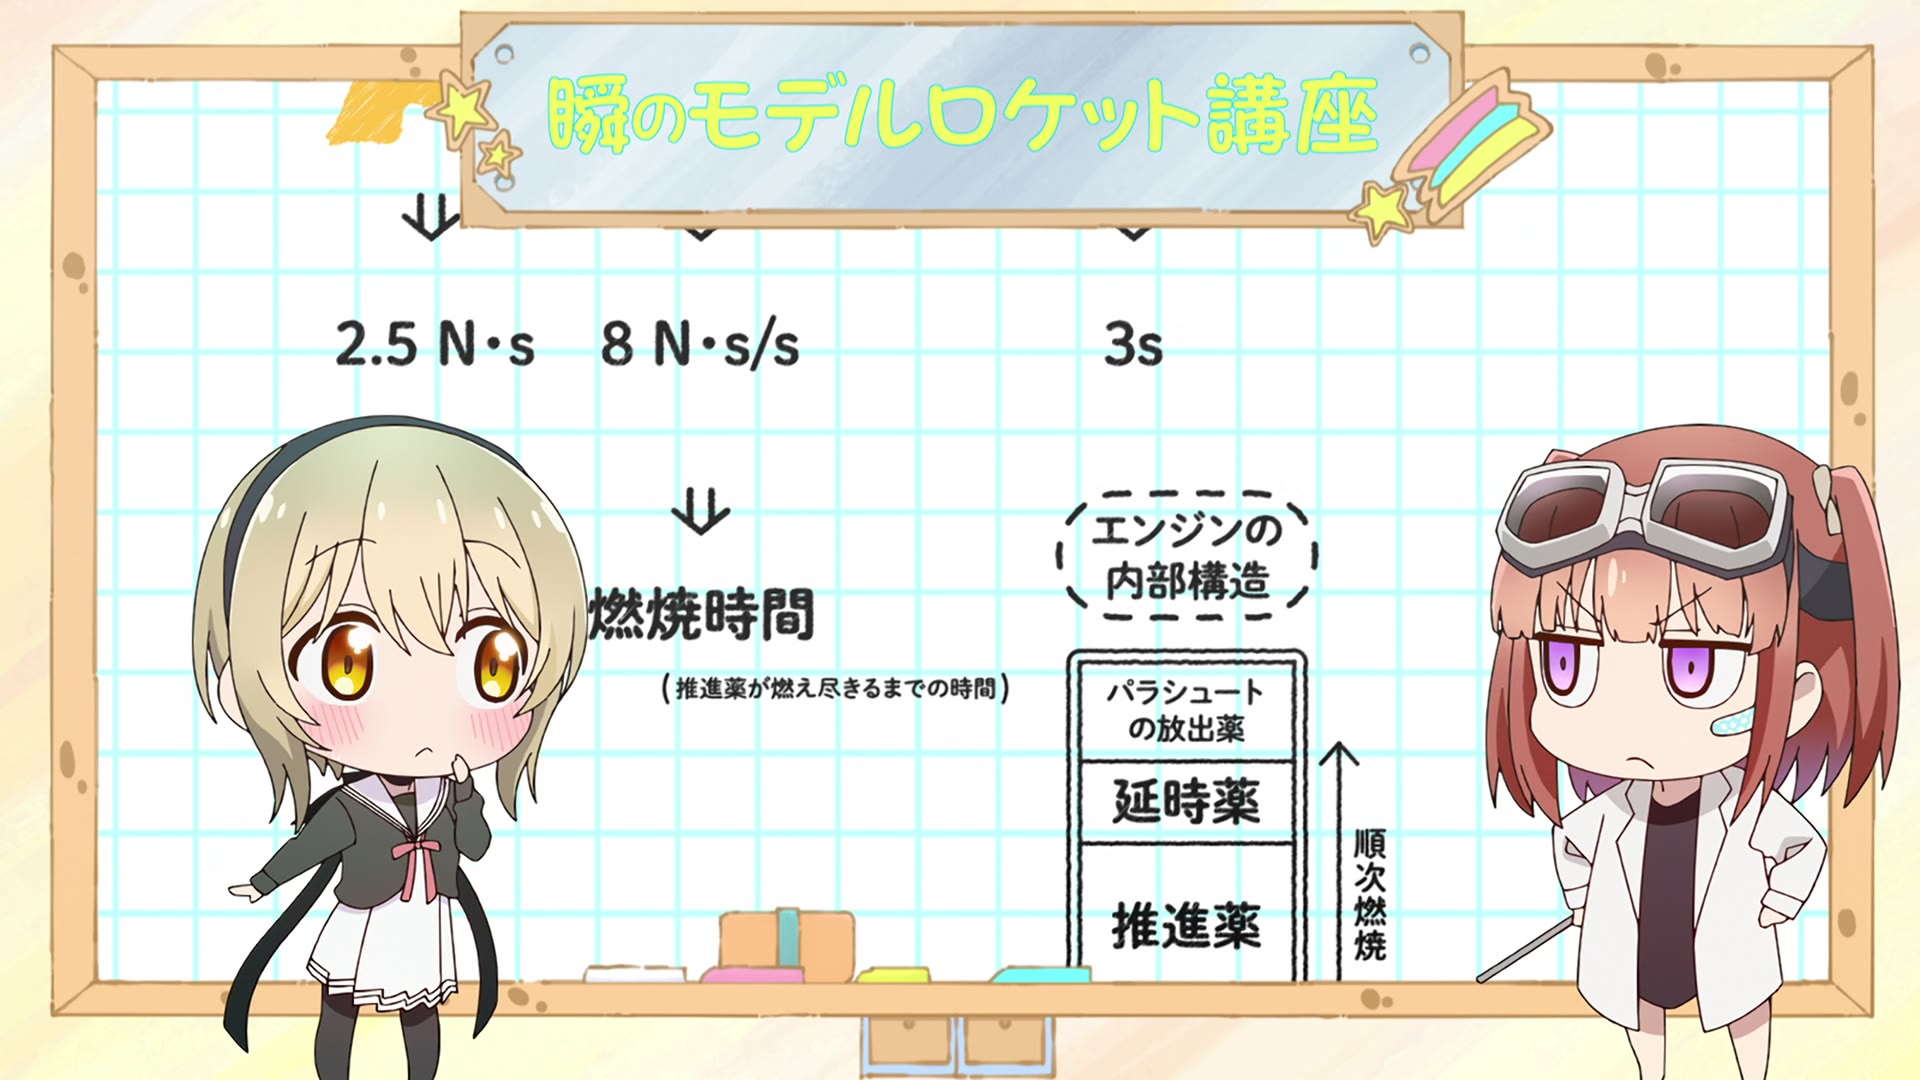 瞬のモデルロケット講座
2.5 N・s
8 N・s/s
3s
燃焼時間
(推進薬が燃え尽きるまでの時間)
エンジンの
内部構造
パラシュート
の放出薬
延時薬
推進薬
順次燃焼